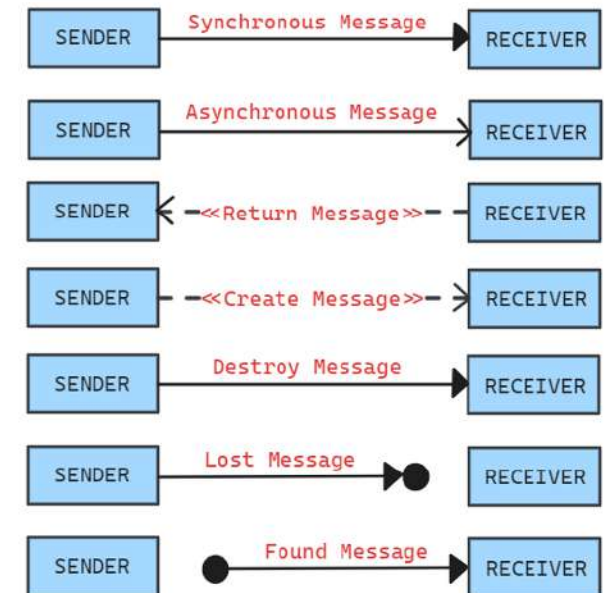 SENDER Synchronous Message RECEIVER
SENDER Asynchronous Message RECEIVER
SENDER <<Return Message>> RECEIVER
SENDER <<Create Message>> RECEIVER
SENDER Destroy Message RECEIVER
SENDER Lost Message RECEIVER
SENDER Found Message RECEIVER